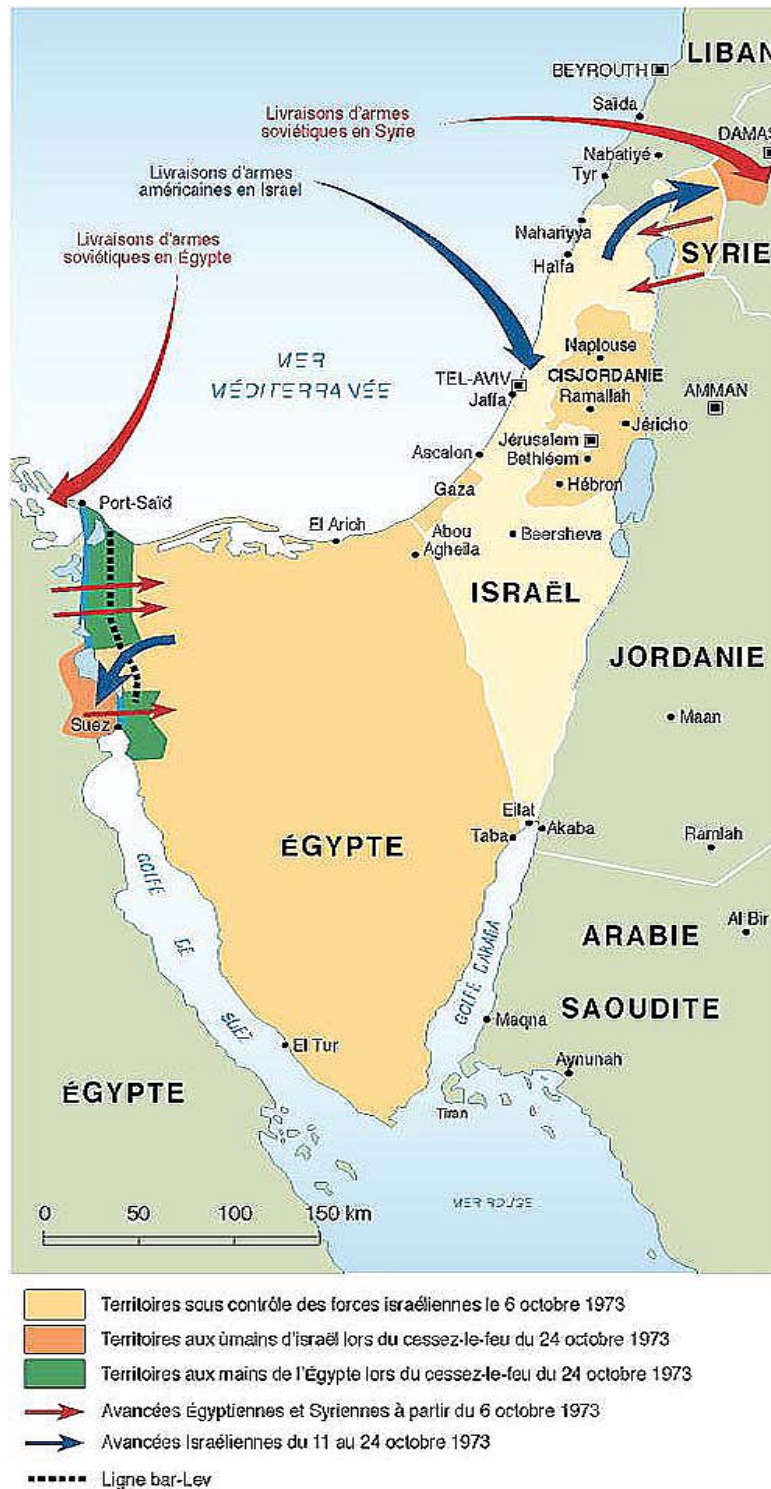 LIBAN
BEYROUTH
Saïda
Livraisons d'armes
soviétiques en Syrie
DAMAS
Nabatiyé
Livraisons d'armes
américaines en Israel
Tyr
Nahariyya
Livraisons d'armes
soviétiques en Égypte
SYRIE
Haïfa
MER
MÉDITERRAVÉE
Naplouse
TEL-AVIV
CISJORDANIE
AMMAN
Jaffa
Ramallah
Jéricho
Jérusalem
Ascalon
Bethléem
Gaza
Hébron
Port-Saïd
El Arich
Abou
Agheila
Beersheva
ISRAËL
JORDANIE
Suez
Maan
Eilat
Taba
Akaba
Ramlah
ÉGYPTE
GOLFE
DE
SUEZ
GOLFE D'AKABA
Al Bir
ARABIE
SAOUDITE
Maqna
El Tur
Aynunah
ÉGYPTE
Tiran
MER ROUGE
0 50 100 150 km
Territoires sous contrôle des forces israéliennes le 6 octobre 1973
Territoires aux ùmains d'israël lors du cessez-le-feu du 24 octobre 1973
Territoires aux mains de l'Égypte lors du cessez-le-feu du 24 octobre 1973
Avancées Égyptiennes et Syriennes à partir du 6 octobre 1973
Avancées Israéliennes du 11 au 24 octobre 1973
Ligne bar-Lev